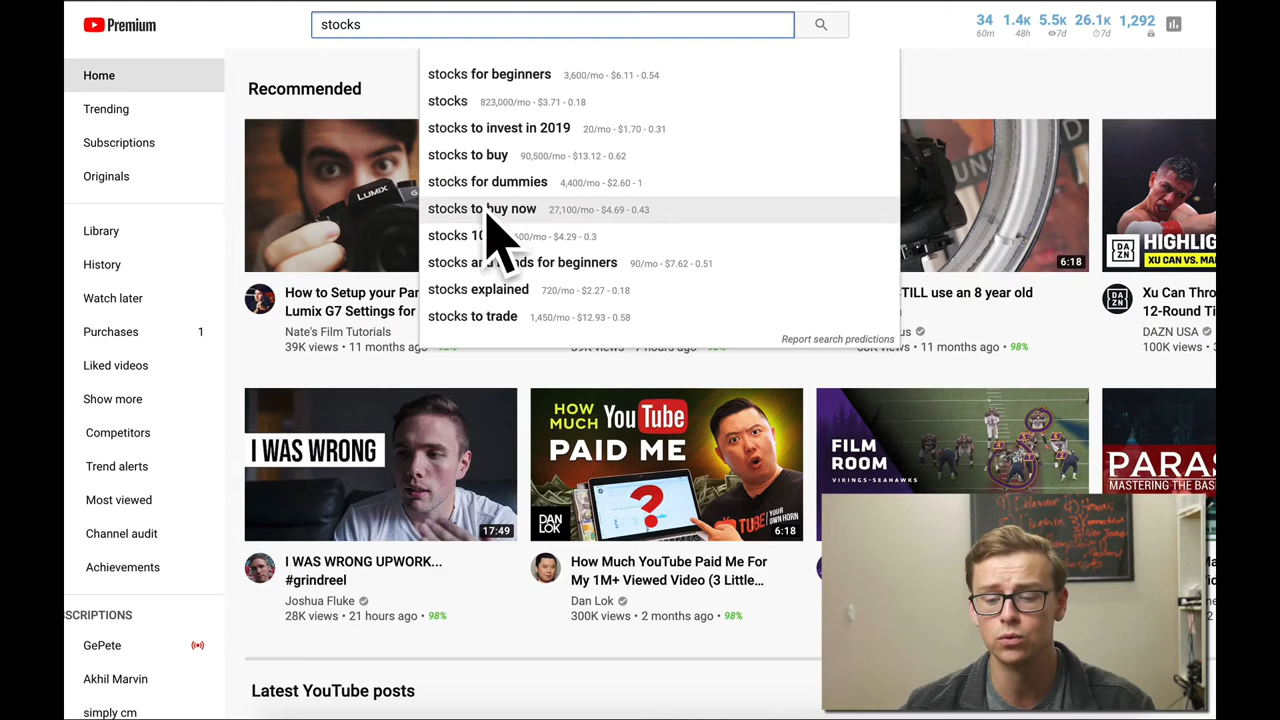 Premium
stocks
34 1.4K 5.5K 26.1K 1,292
60m 48h 7d 7d
Home
Trending
Subscriptions
Originals
Library
History
Watch later
Purchases 1
Liked videos
Show more
Competitors
Trend alerts
Most viewed
Channel audit
Achievements
SCRIPTIONS
GePete
Akhil Marvin
simply cm
Recommended
stocks for beginners 3,600/mo - $6.11 - 0.54
stocks 823,000/mo - $3.71 - 0.18
stocks to invest in 2019 20/mo - $1.70 - 0.31
stocks to buy 90,500/mo - $13.12 - 0.62
stocks for dummies 4,400/mo - $2.60 - 1
stocks to buy now 27,100/mo - $4.69 - 0.43
stocks 10 600/mo - $4.29 - 0.3
stocks for beginners 90/mo - $7.62 - 0.51
stocks explained 720/mo - $2.27 - 0.18
stocks to trade 1,450/mo - $12.93 - 0.58
Report search predictions
LUMIX
6:18
DAZN
HIGHLIG
XU CAN VS. MA
How to Setup your Pan
Lumix G7 Settings for
Nate's Film Tutorials
39K views • 11 months ago
STILL use an 8 year old
11 months ago • 98%
Xu Can Thro
12-Round Ti
DAZN USA
100K views •
I WAS WRONG
17:49
I WAS WRONG UPWORK...
#grindreel
Joshua Fluke
28K views • 21 hours ago • 98%
HOW
MUCH YouTube
PAID ME
?
DAN
LOK
YOUR OWN HORN
6:18
How Much YouTube Paid Me For
My 1M+ Viewed Video (3 Little...
Dan Lok
300K views • 2 months ago • 98%
FILM
ROOM
VIKINGS-SEAHAWKS
PARAS
MASTERING THE BASI
Latest YouTube posts